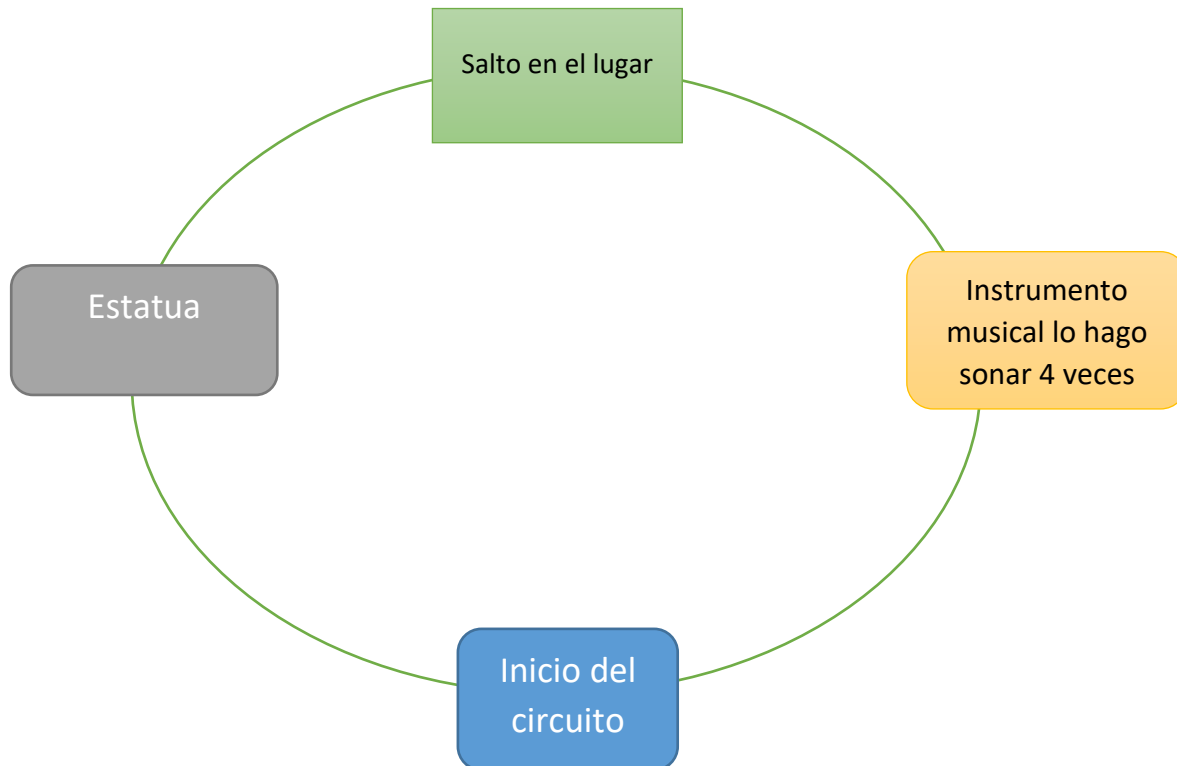 Salto en el lugar
Estatua
Instrumento
musical lo hago
sonar 4 veces
Inicio del
circuito